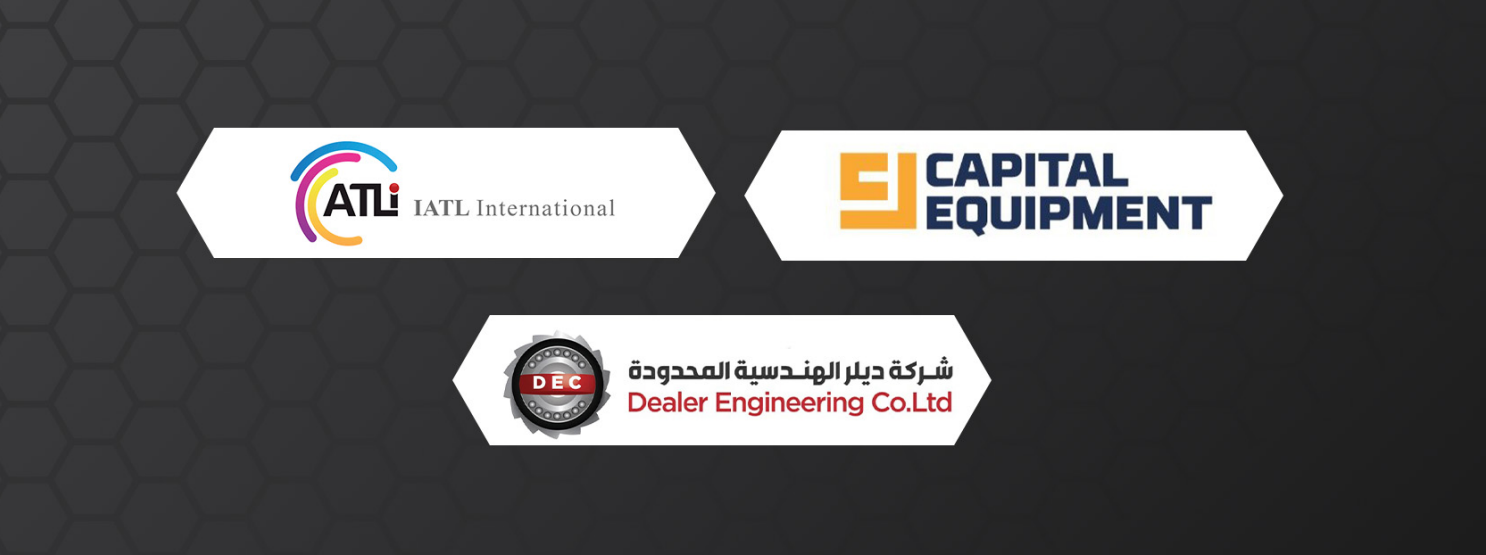 ATLi
IATL International
CAPITAL
EQUIPMENT
DEC
شركة ديلر الهندسية المحدودة
Dealer Engineering Co.Ltd